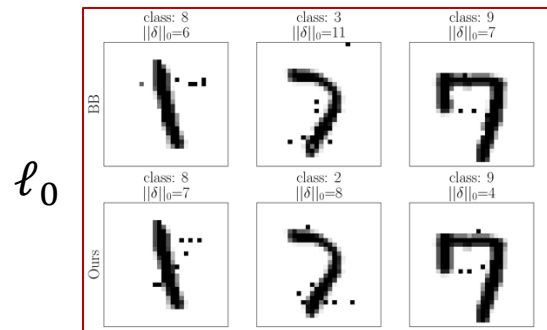 class: 8 class: 3 class: 9
||δ||₀=6 ||δ||₀=11 ||δ||₀=7
BB
ℓ₀
class: 8 class: 2 class: 9
||δ||₀=7 ||δ||₀=8 ||δ||₀=4
Ours